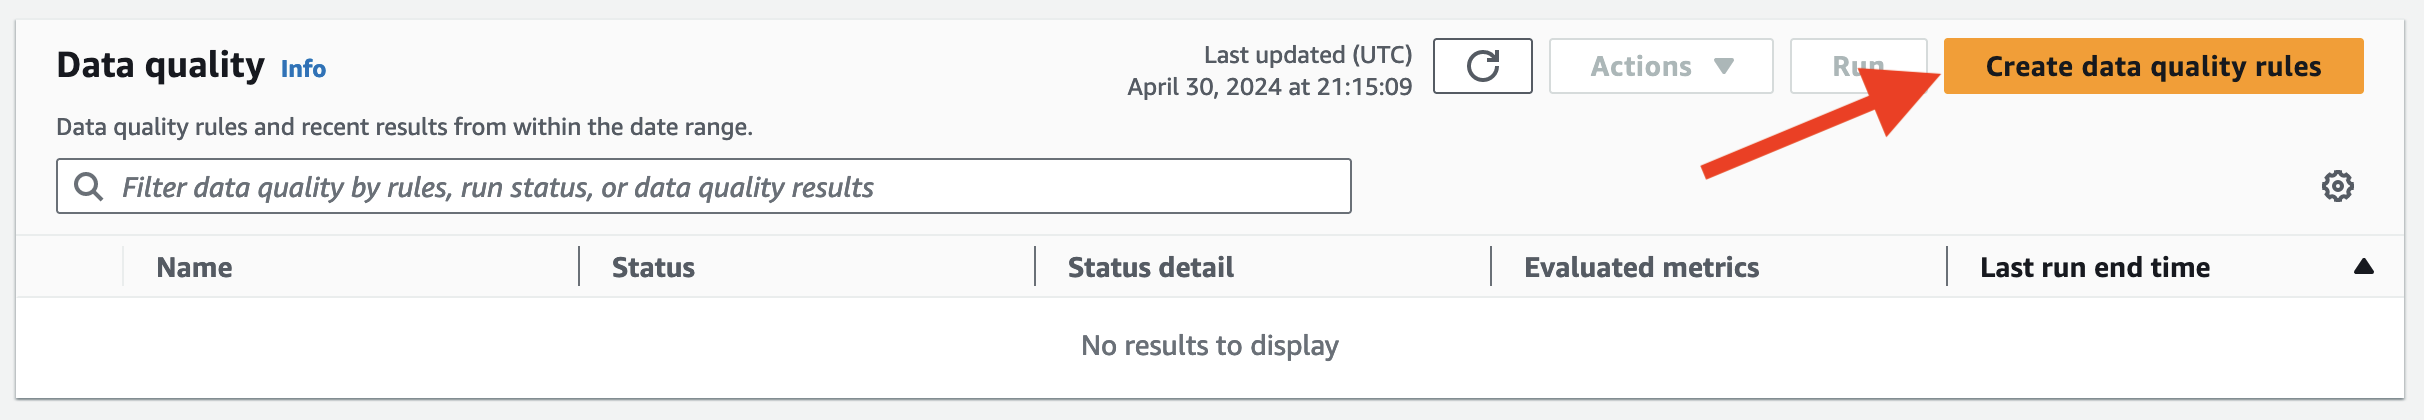 Data quality Info
Last updated (UTC)
April 30, 2024 at 21:15:09
Actions
Run
Create data quality rules
Data quality rules and recent results from within the date range.
Filter data quality by rules, run status, or data quality results
Name Status Status detail Evaluated metrics Last run end time
No results to display